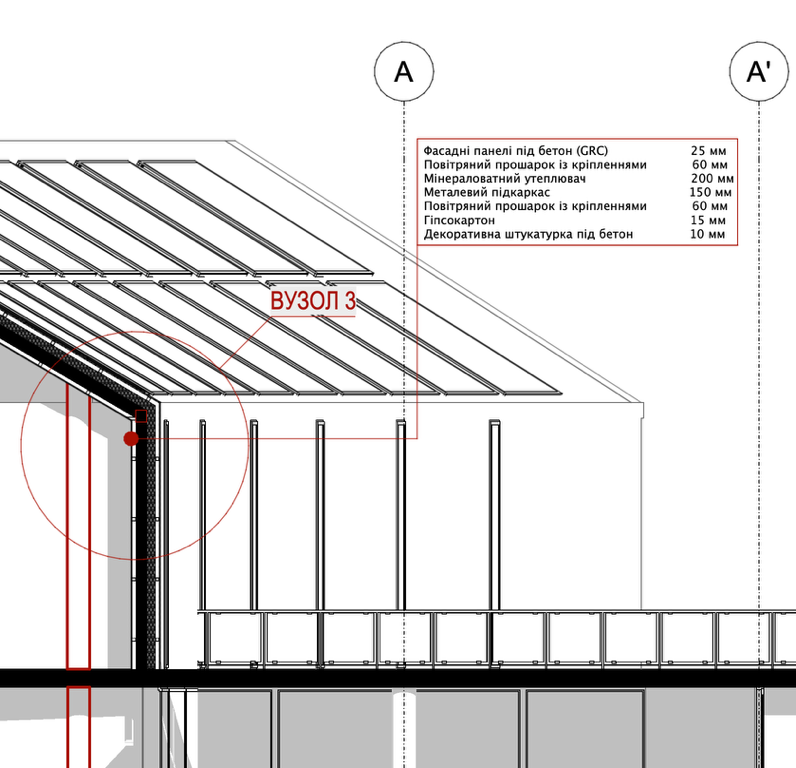 А
А'
Фасадні панелі під бетон (GRC) 25 мм
Повітряний прошарок із кріпленнями 60 мм
Мінераловатний утеплювач 200 мм
Металевий підкаркас 150 мм
Повітряний прошарок із кріпленнями 60 мм
Гіпсокартон 15 мм
Декоративна штукатурка під бетон 10 мм
ВУЗОЛ 3